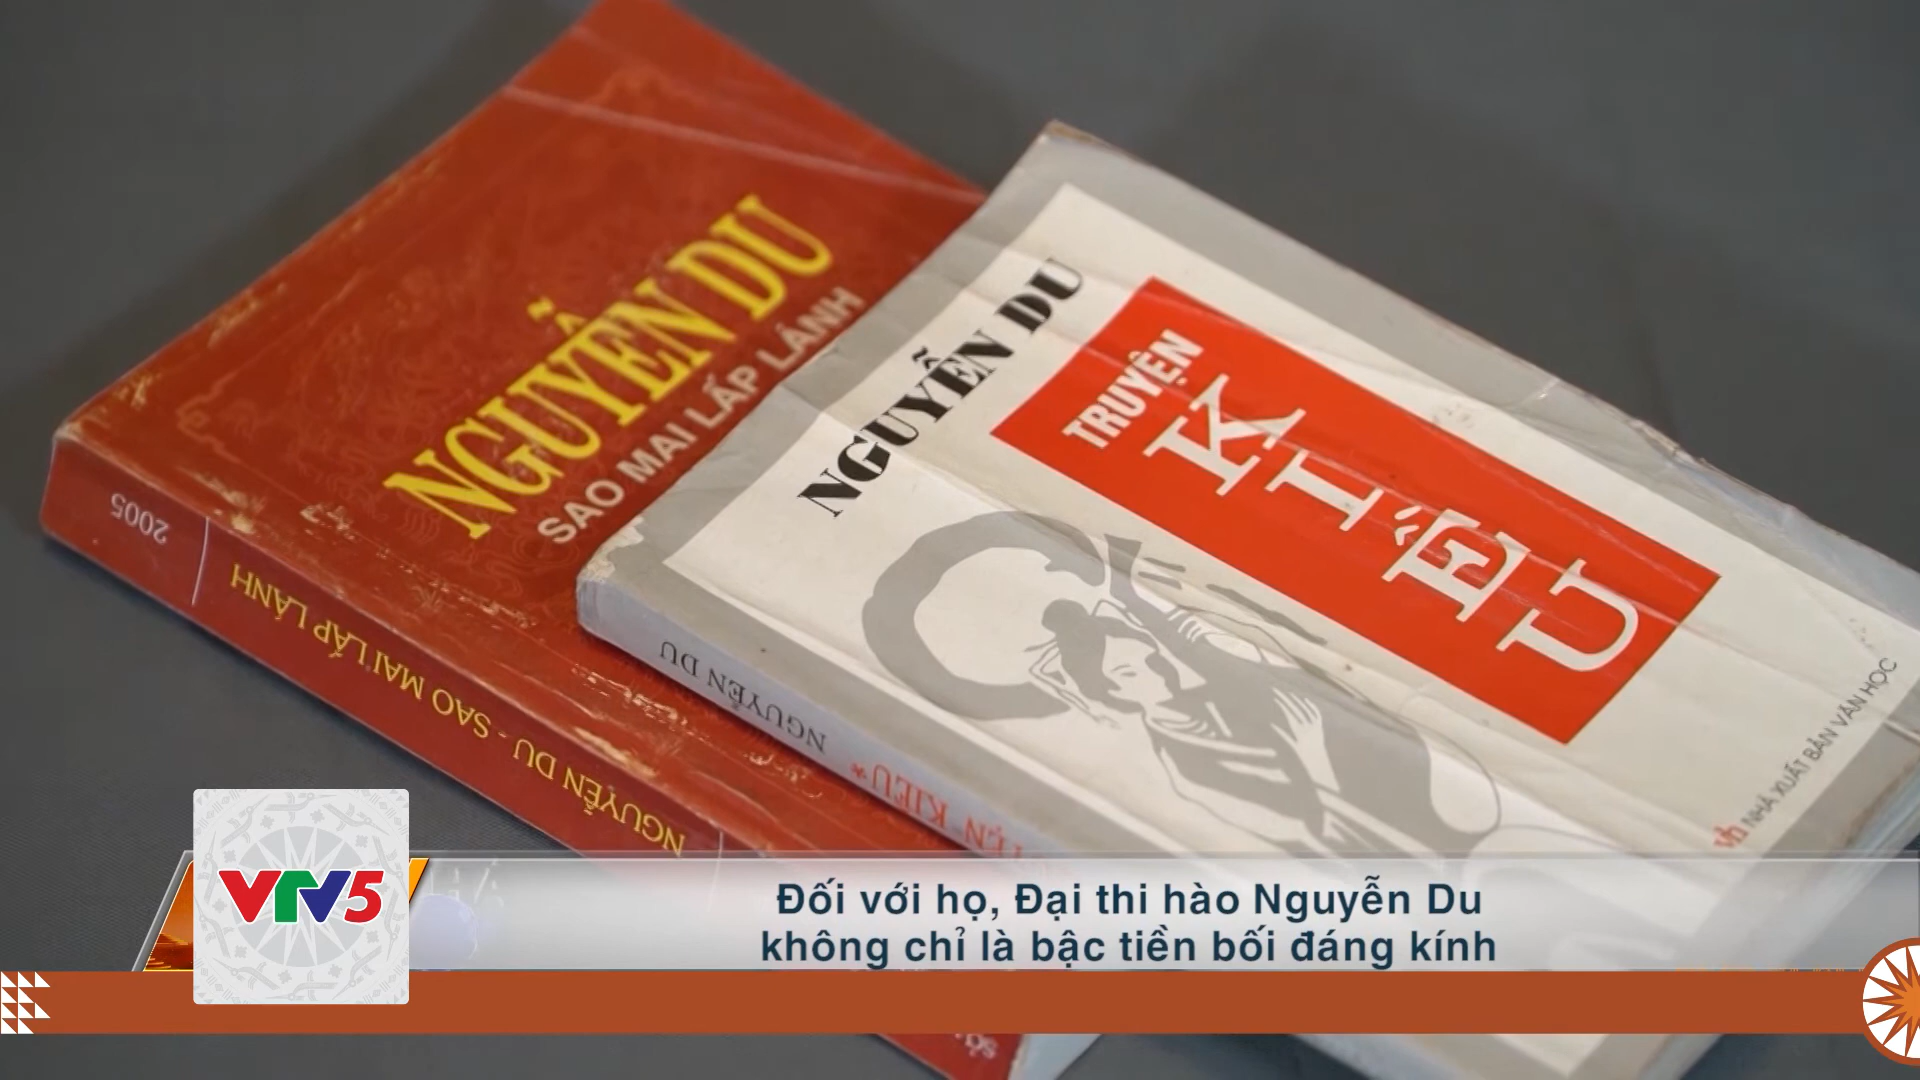 NGUYỄN DU
SAO MAI LẤP LÁNH
2005
NGUYỄN DU - SAO MAI LẤP LÁNH
NGUYỄN DU
TRUYỆN
KIỀU
NGUYỄN DU
KIỀU
NHÀ XUẤT BẢN VĂN HỌC
VTV5
Đối với họ, Đại thi hào Nguyễn Du
không chỉ là bậc tiền bối đáng kính